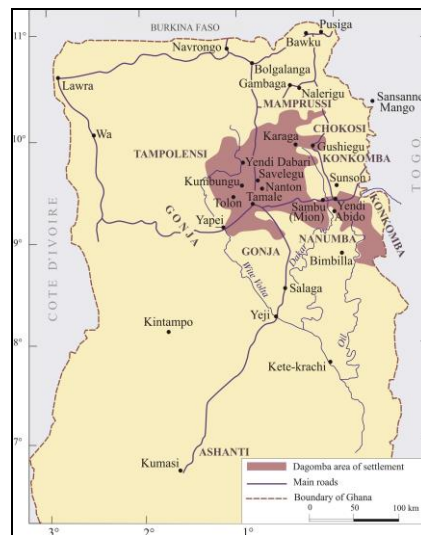 BURKINA FASO
Pusiga
11°
Navrongo
Bawku
Bolgalanga
Lawra
Gambaga
Nalerigu
Sansanne
Mango
MAMPRUSSI
CHOKOSI
Wa
10°
Karaga
Gushiegu
TAMPOLENSI
KONKOMBA
Yendi Dabari
Savelegu
Sunson
Kumbungu
Nanton
Tolon
Tamale
Sambu
(Mion)
Yendi
Abido
KONKOMBA
TOGO
GONJA
Yapei
9°
GONJA
NANUMBA
Bimbilla
COTE D'IVOIRE
Wite Volta
Dakar
Salaga
Oti
Yeji
Kintampo
8°
Kete-krachi
7°
ASHANTI
Kumasi
Dagomba area of settlement
Main roads
Boundary of Ghana
0 50 100 km
3° 2° 1°